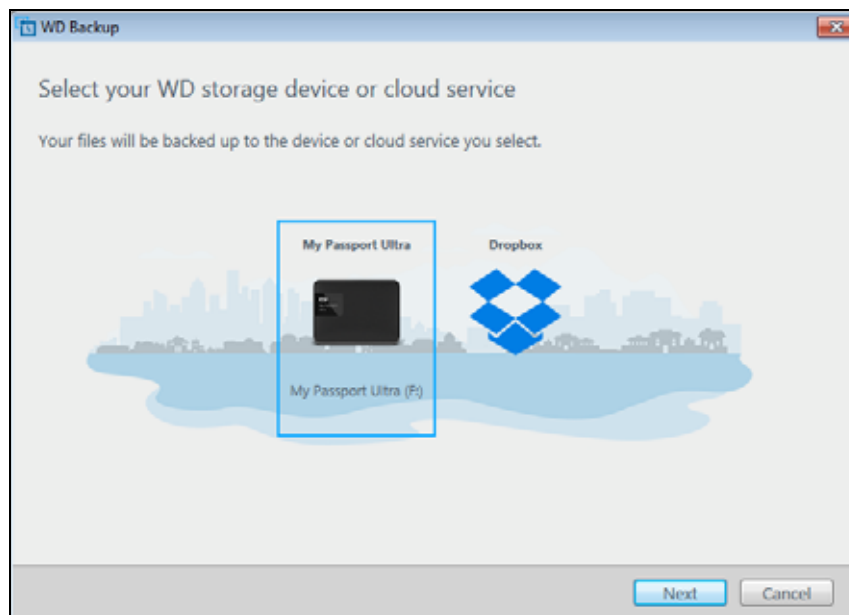 WD Backup
Select your WD storage device or cloud service
Your files will be backed up to the device or cloud service you select.
My Passport Ultra
Dropbox
My Passport Ultra (F:)
Next
Cancel